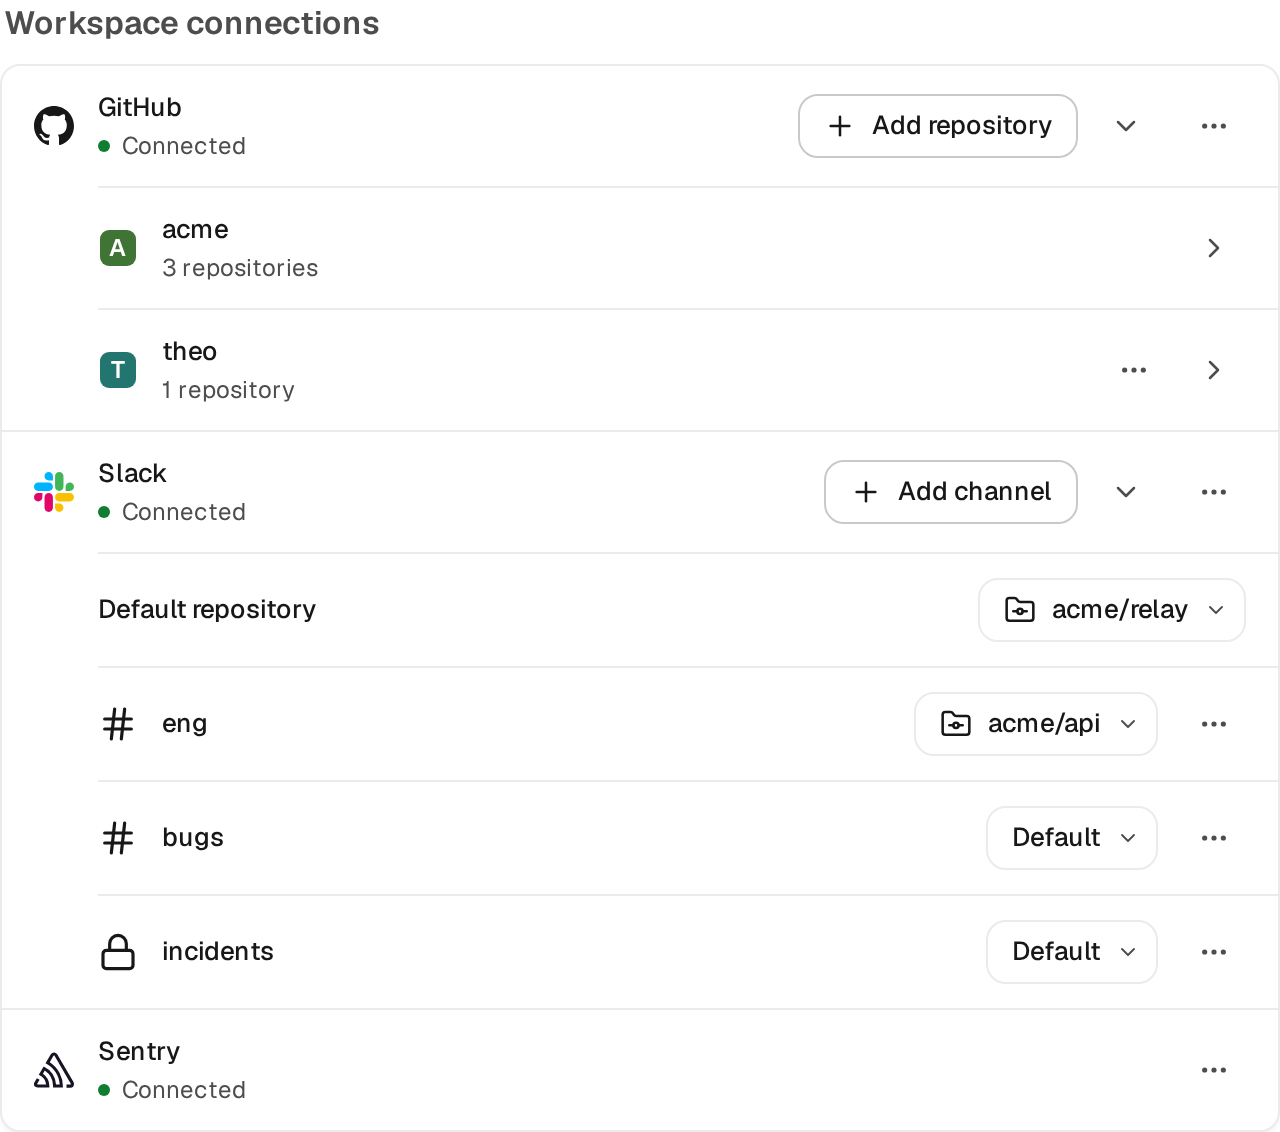 Workspace connections
GitHub
Connected
Add repository
A
acme
3 repositories
T
theo
1 repository
Slack
Connected
Add channel
Default repository
acme/relay
eng
acme/api
bugs
Default
incidents
Default
Sentry
Connected